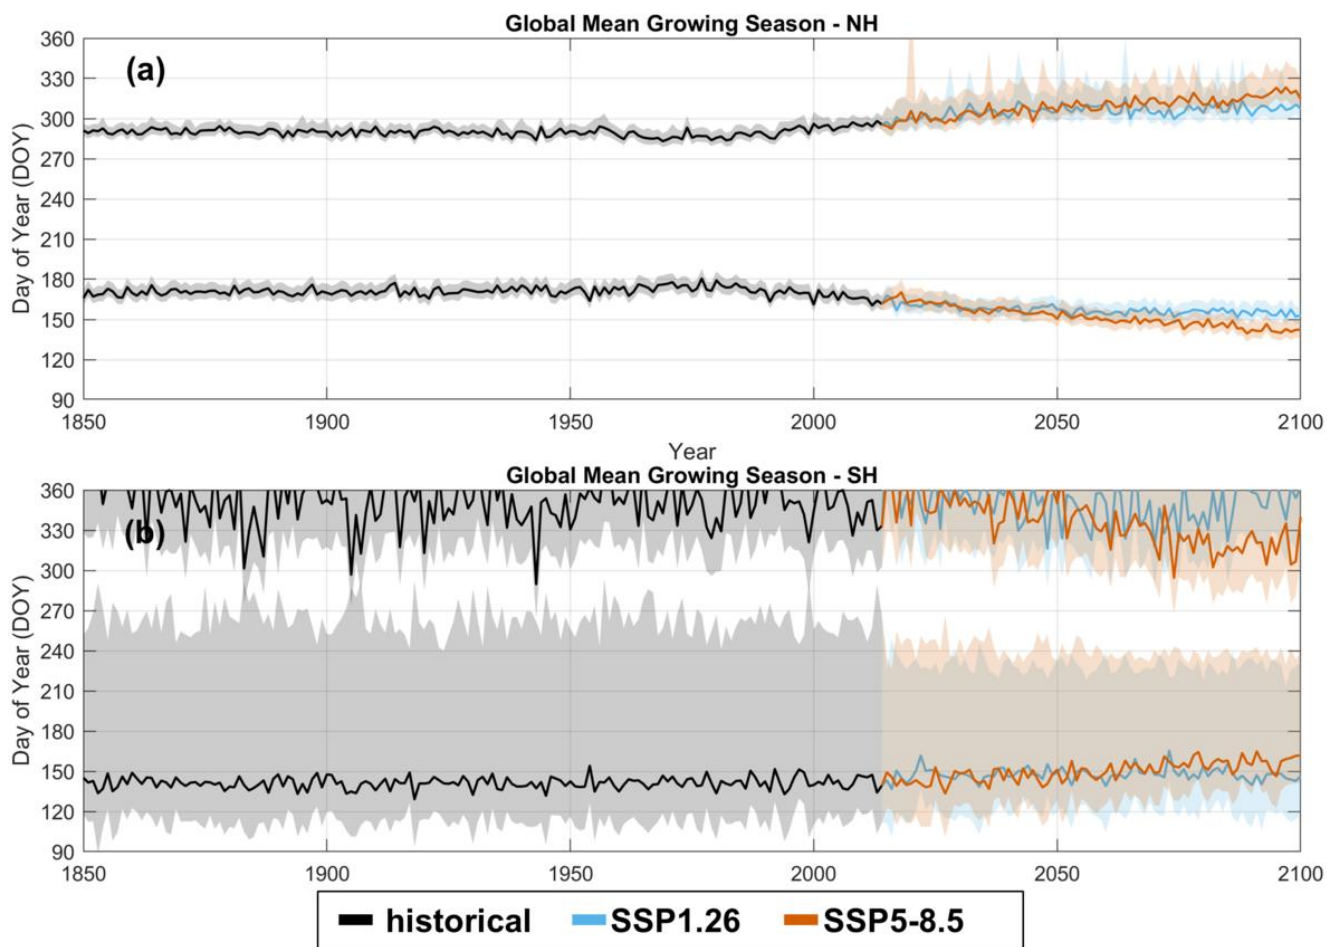 Global Mean Growing Season - NH
(a)
Day of Year (DOY)
360
330
300
270
240
210
180
150
120
90
1850 1900 1950 2000 2050 2100
Year
Global Mean Growing Season - SH
(b)
Day of Year (DOY)
360
330
300
270
240
210
180
150
120
90
1850 1900 1950 2000 2050 2100
historical SSP1.26 SSP5-8.5